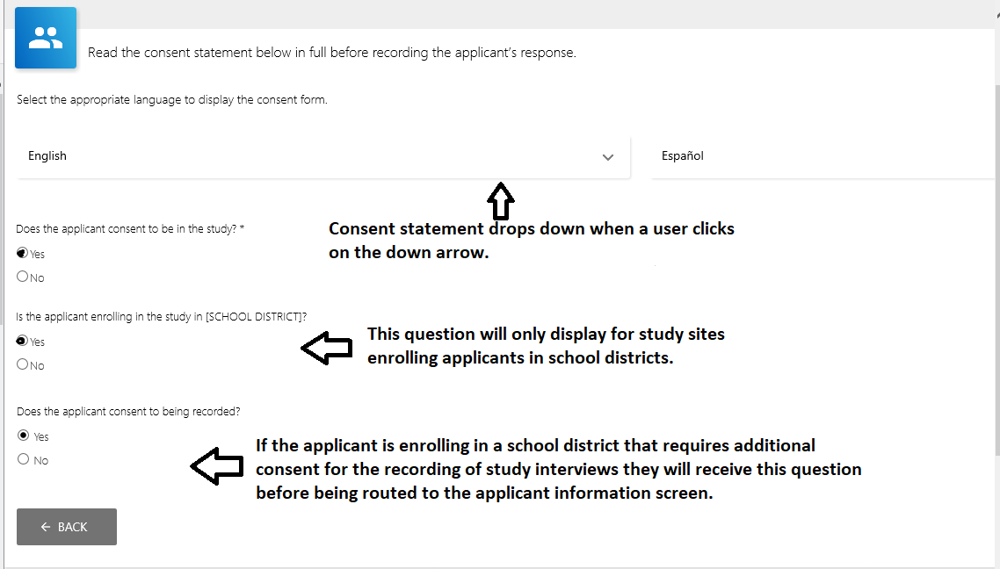 Read the consent statement below in full before recording the applicant’s response.
Select the appropriate language to display the consent form.
English
Español
Consent statement drops down when a user clicks
on the down arrow.
Does the applicant consent to be in the study? *
Yes
No
Is the applicant enrolling in the study in [SCHOOL DISTRICT]?
Yes
No
This question will only display for study sites
enrolling applicants in school districts.
Does the applicant consent to being recorded?
Yes
No
If the applicant is enrolling in a school district that requires additional
consent for the recording of study interviews they will receive this question
before being routed to the applicant information screen.
BACK